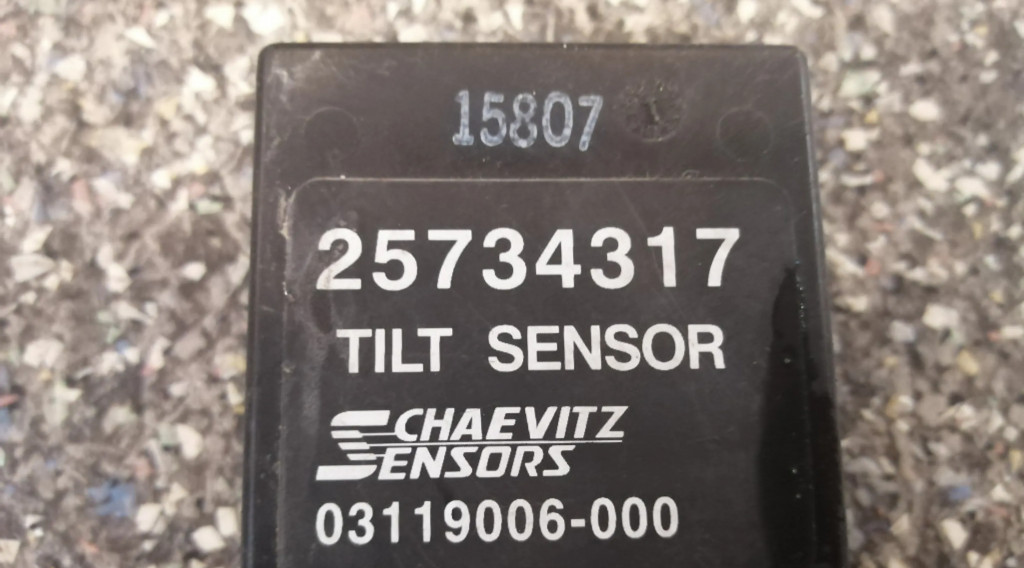 15807
25734317
TILT SENSOR
SCHAEVITZ
SENSORS
03119006-000